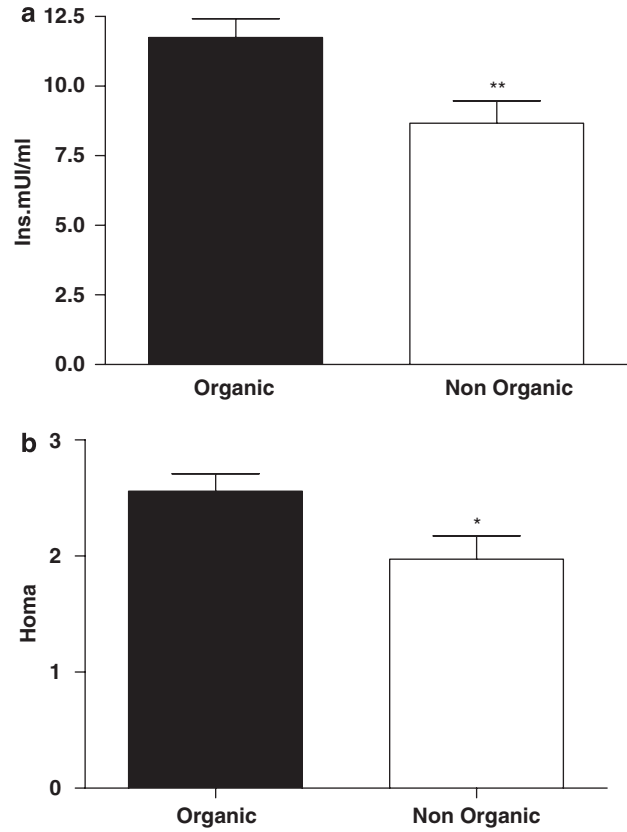 a
12.5
10.0
**
7.5
5.0
2.5
0.0
Ins.mUI/ml
Organic Non Organic
b
3
2
*
1
0
Homa
Organic Non Organic